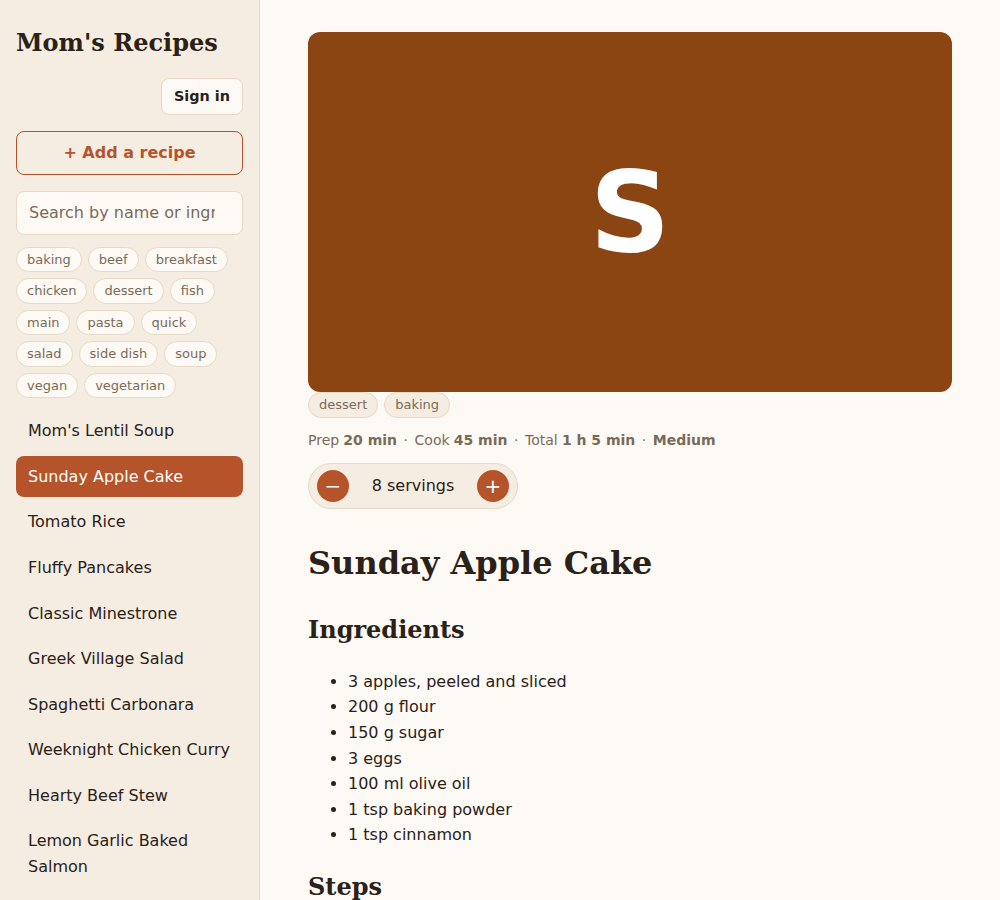 Mom's Recipes
Sign in
+ Add a recipe
Search by name or ingr
baking beef breakfast
chicken dessert fish
main pasta quick
salad side dish soup
vegan vegetarian
Mom's Lentil Soup
Sunday Apple Cake
Tomato Rice
Fluffy Pancakes
Classic Minestrone
Greek Village Salad
Spaghetti Carbonara
Weeknight Chicken Curry
Hearty Beef Stew
Lemon Garlic Baked
Salmon
S
dessert baking
Prep 20 min · Cook 45 min · Total 1 h 5 min · Medium
− 8 servings +
Sunday Apple Cake
Ingredients
• 3 apples, peeled and sliced
• 200 g flour
• 150 g sugar
• 3 eggs
• 100 ml olive oil
• 1 tsp baking powder
• 1 tsp cinnamon
Steps